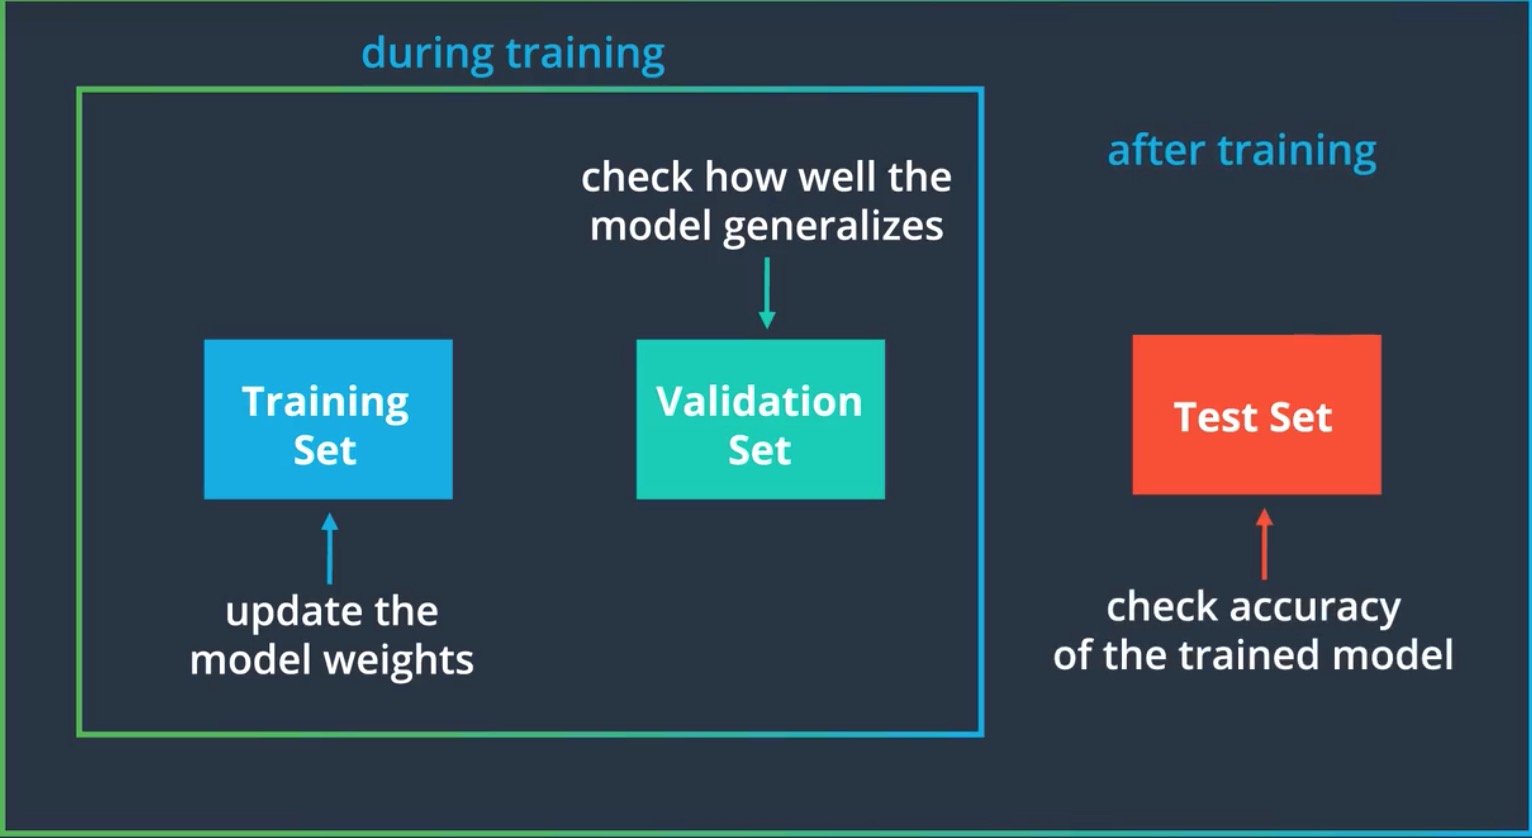 during training
after training
check how well the
model generalizes
Training
Set
Validation
Set
Test Set
update the
model weights
check accuracy
of the trained model